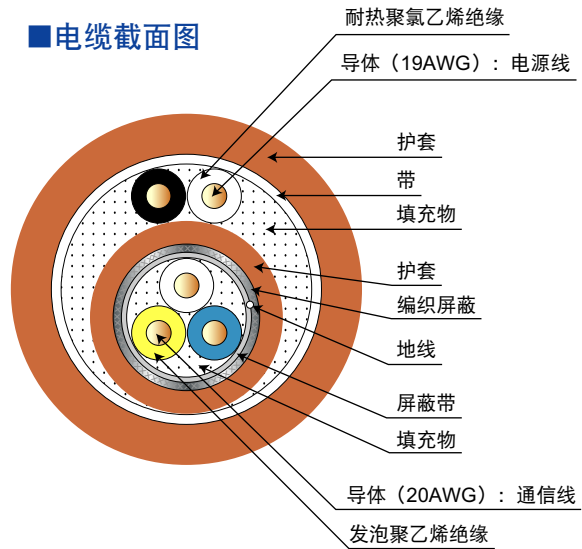 ■电缆截面图
耐热聚氯乙烯绝缘
导体（19AWG）：电源线
护套
带
填充物
护套
编织屏蔽
地线
屏蔽带
填充物
导体（20AWG）：通信线
发泡聚乙烯绝缘